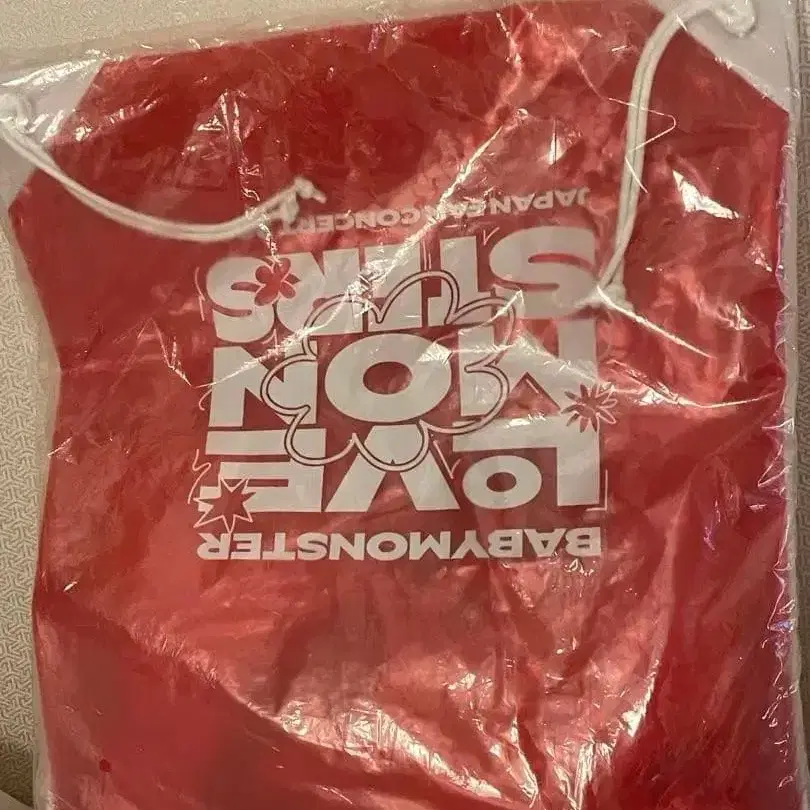 BABYMONSTER
LOVE
MON
STERS
JAPAN FAN CONCERT